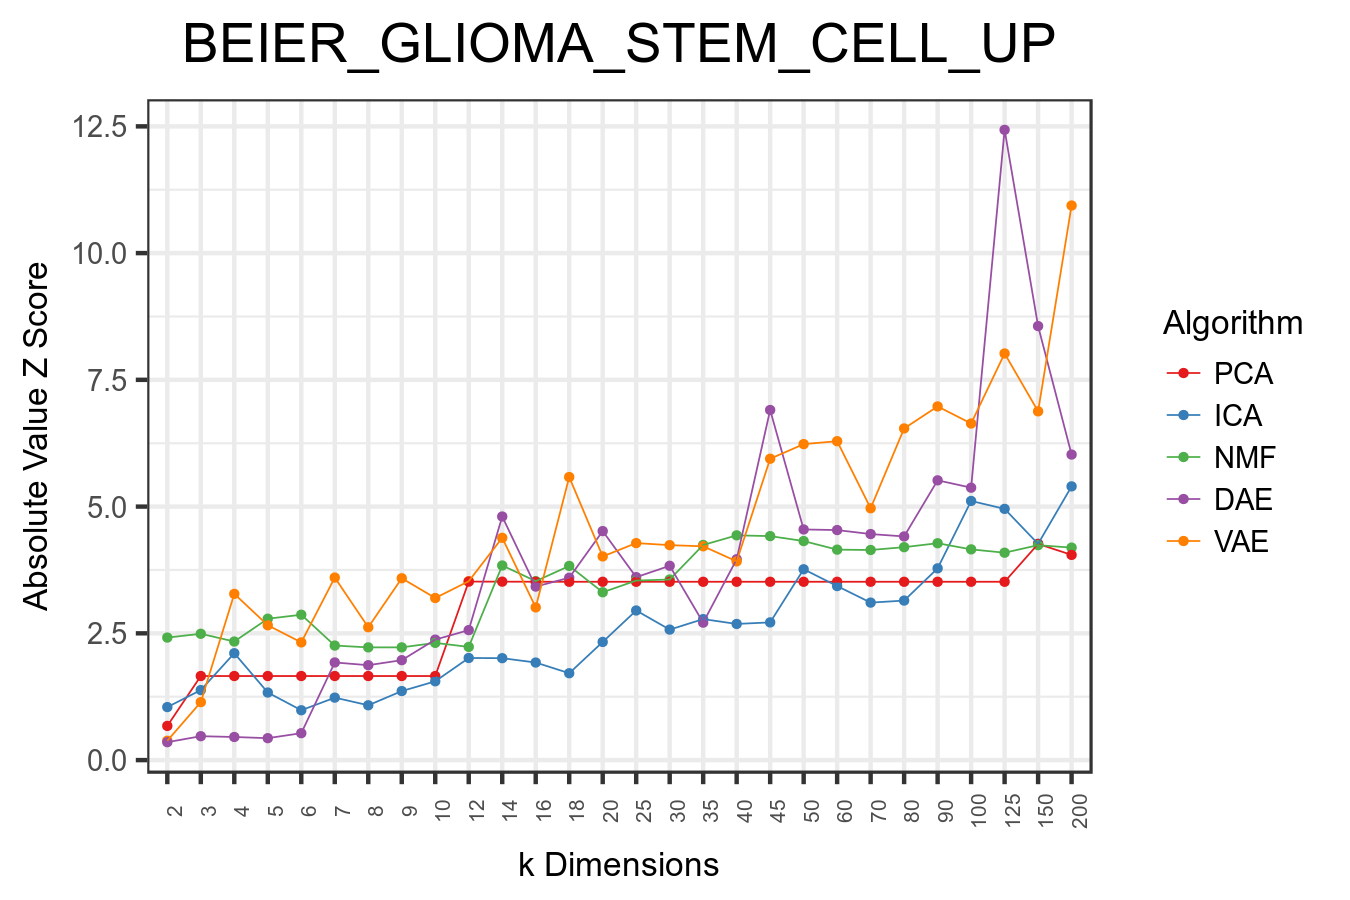 BEIER_GLIOMA_STEM_CELL_UP
Absolute Value Z Score
12.5
10.0
7.5
5.0
2.5
0.0
2 3 4 5 6 7 8 9 10 12 14 16 18 20 25 30 35 40 45 50 60 70 80 90 100 125 150 200
k Dimensions
Algorithm
PCA
ICA
NMF
DAE
VAE